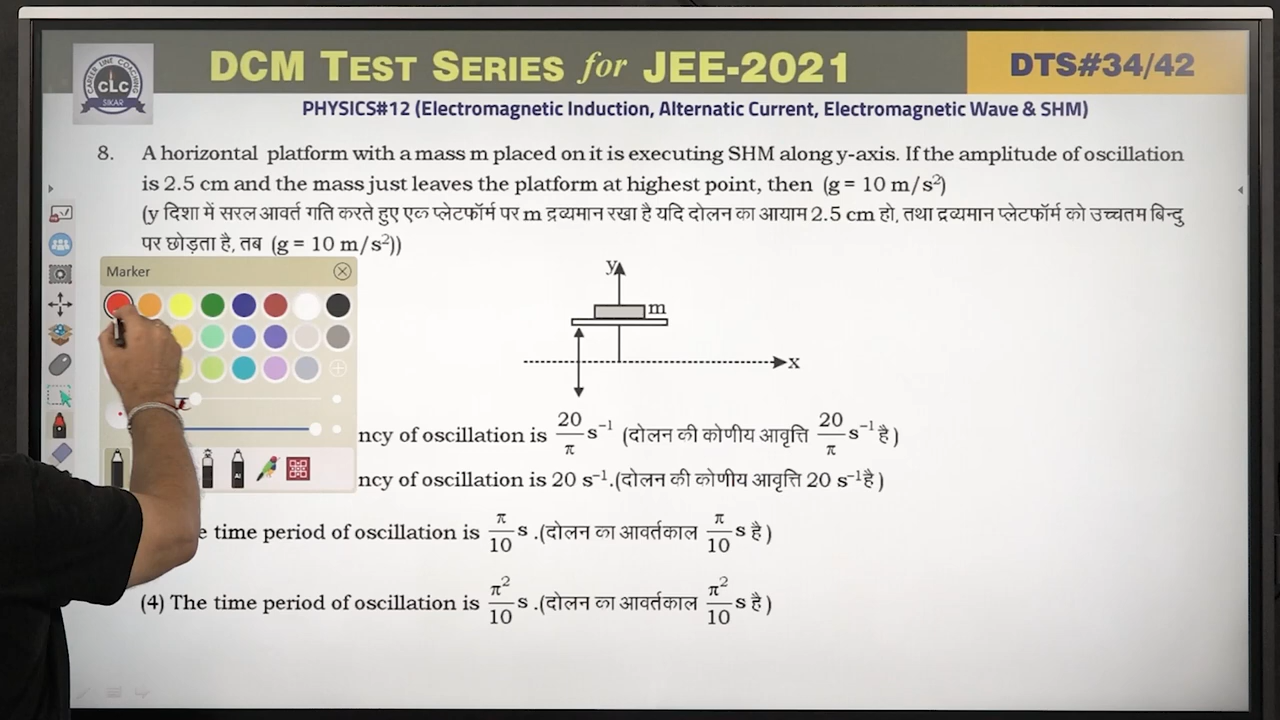 DCM TEST SERIES for JEE-2021
DTS#34/42
CAREER LINE COACHING
CLC
SIKAR
PHYSICS#12 (Electromagnetic Induction, Alternatic Current, Electromagnetic Wave & SHM)
8. A horizontal platform with a mass m placed on it is executing SHM along y-axis. If the amplitude of oscillation
is 2.5 cm and the mass just leaves the platform at highest point, then (g = 10 m/s²)
(y दिशा में सरल आवर्त गति करते हुए एक प्लेटफॉर्म पर m द्रव्यमान रखा है यदि दोलन का आयाम 2.5 cm हो, तथा द्रव्यमान प्लेटफॉर्म को उच्चतम बिन्दु
पर छोड़ता है, तब (g = 10 m/s²))
Marker
y
m
x
ncy of oscillation is 20/π s⁻¹ (दोलन की कोणीय आवृत्ति 20/π s⁻¹ है)
ncy of oscillation is 20 s⁻¹.(दोलन की कोणीय आवृत्ति 20 s⁻¹है)
e time period of oscillation is π/10 s .(दोलन का आवर्तकाल π/10 s है)
(4) The time period of oscillation is π²/10 s .(दोलन का आवर्तकाल π²/10 s है)